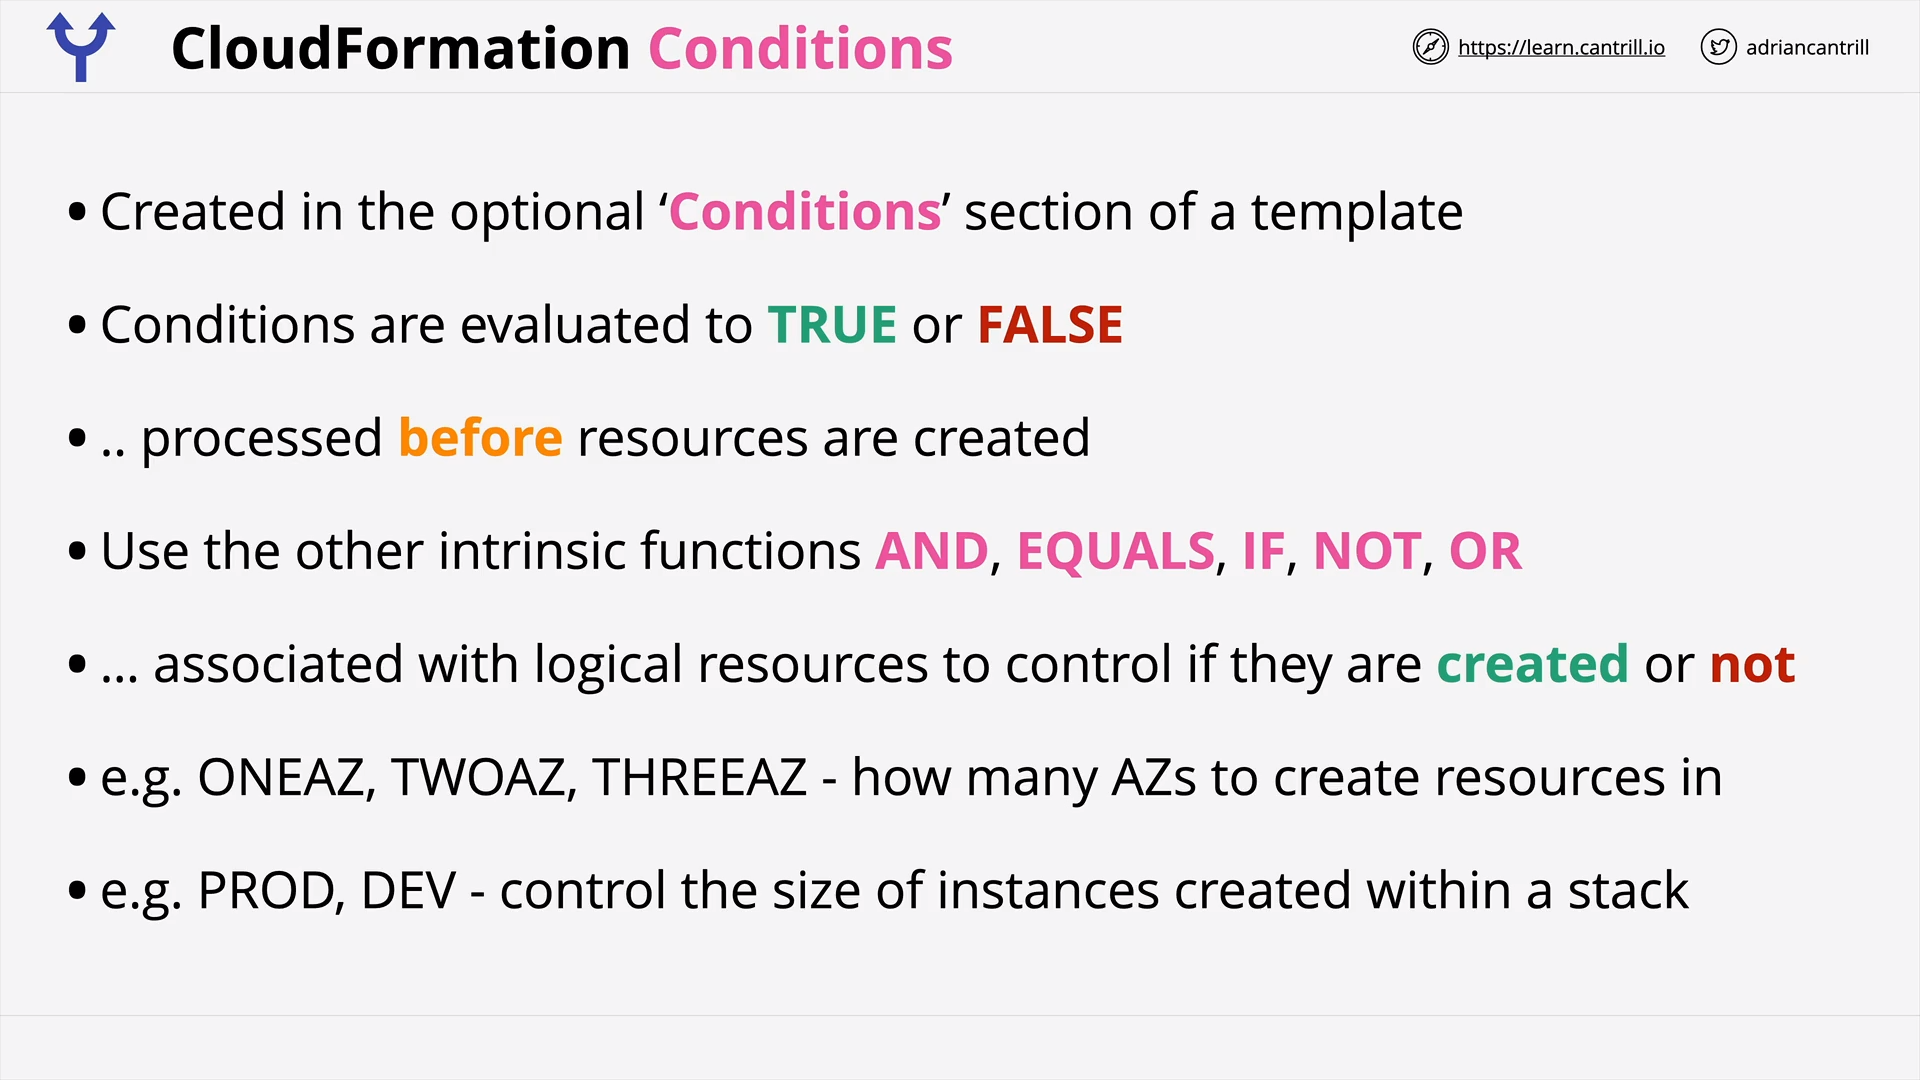 CloudFormation Conditions
https://learn.cantrill.io
adriancantrill
• Created in the optional ‘Conditions’ section of a template
• Conditions are evaluated to TRUE or FALSE
• .. processed before resources are created
• Use the other intrinsic functions AND, EQUALS, IF, NOT, OR
• ... associated with logical resources to control if they are created or not
• e.g. ONEAZ, TWOAZ, THREEAZ - how many AZs to create resources in
• e.g. PROD, DEV - control the size of instances created within a stack